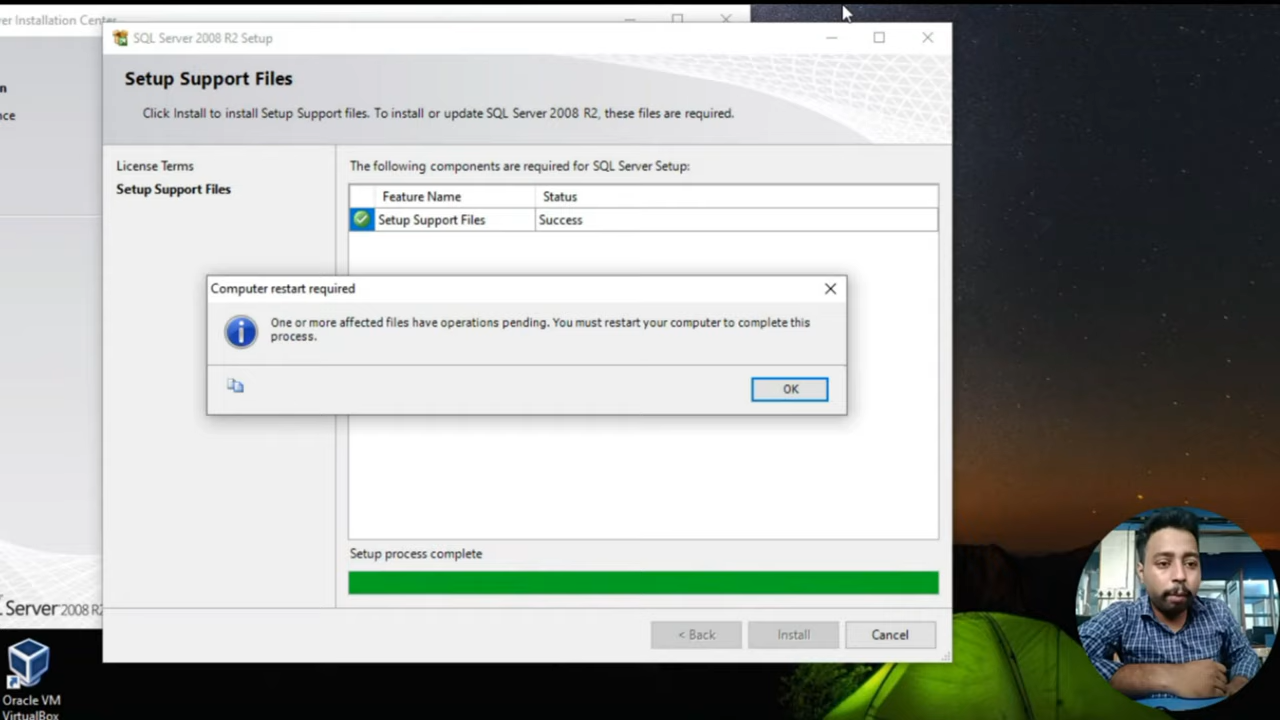 er Installation Center
SQL Server 2008 R2 Setup
Setup Support Files
Click Install to install Setup Support files. To install or update SQL Server 2008 R2, these files are required.
n
ce
License Terms
Setup Support Files
The following components are required for SQL Server Setup:
Feature Name Status
Setup Support Files Success
Computer restart required
One or more affected files have operations pending. You must restart your computer to complete this
process.
OK
Setup process complete
Server 2008 R2
< Back Install Cancel
Oracle VM
VirtualBox